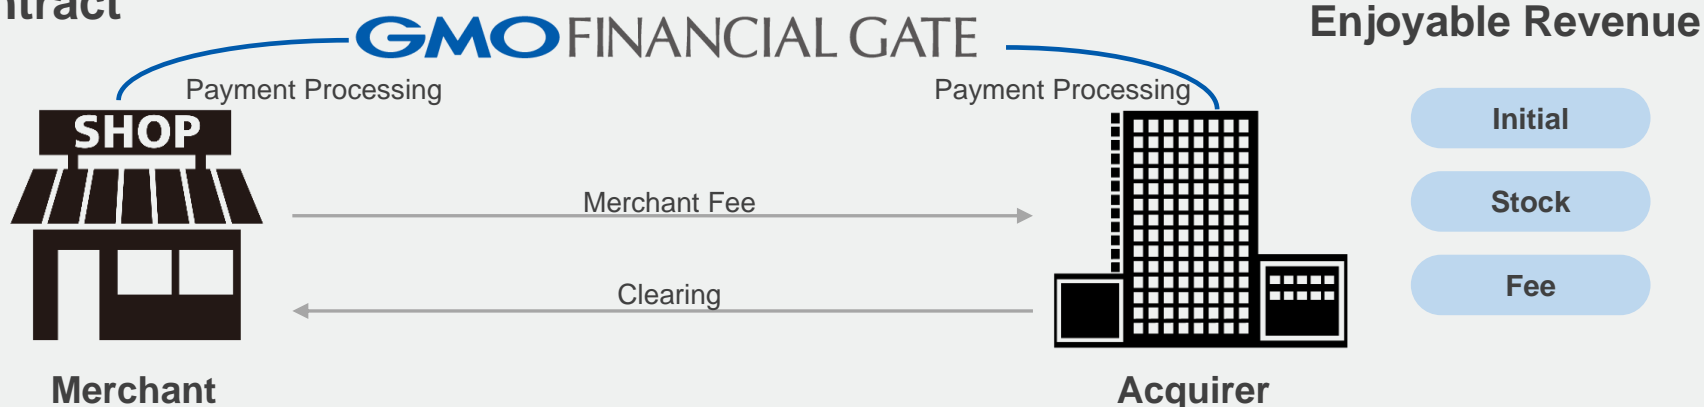 Enjoyable Revenue
GMO FINANCIAL GATE
Payment Processing
Payment Processing
SHOP
Initial
Merchant Fee
Stock
Clearing
Fee
Merchant
Acquirer